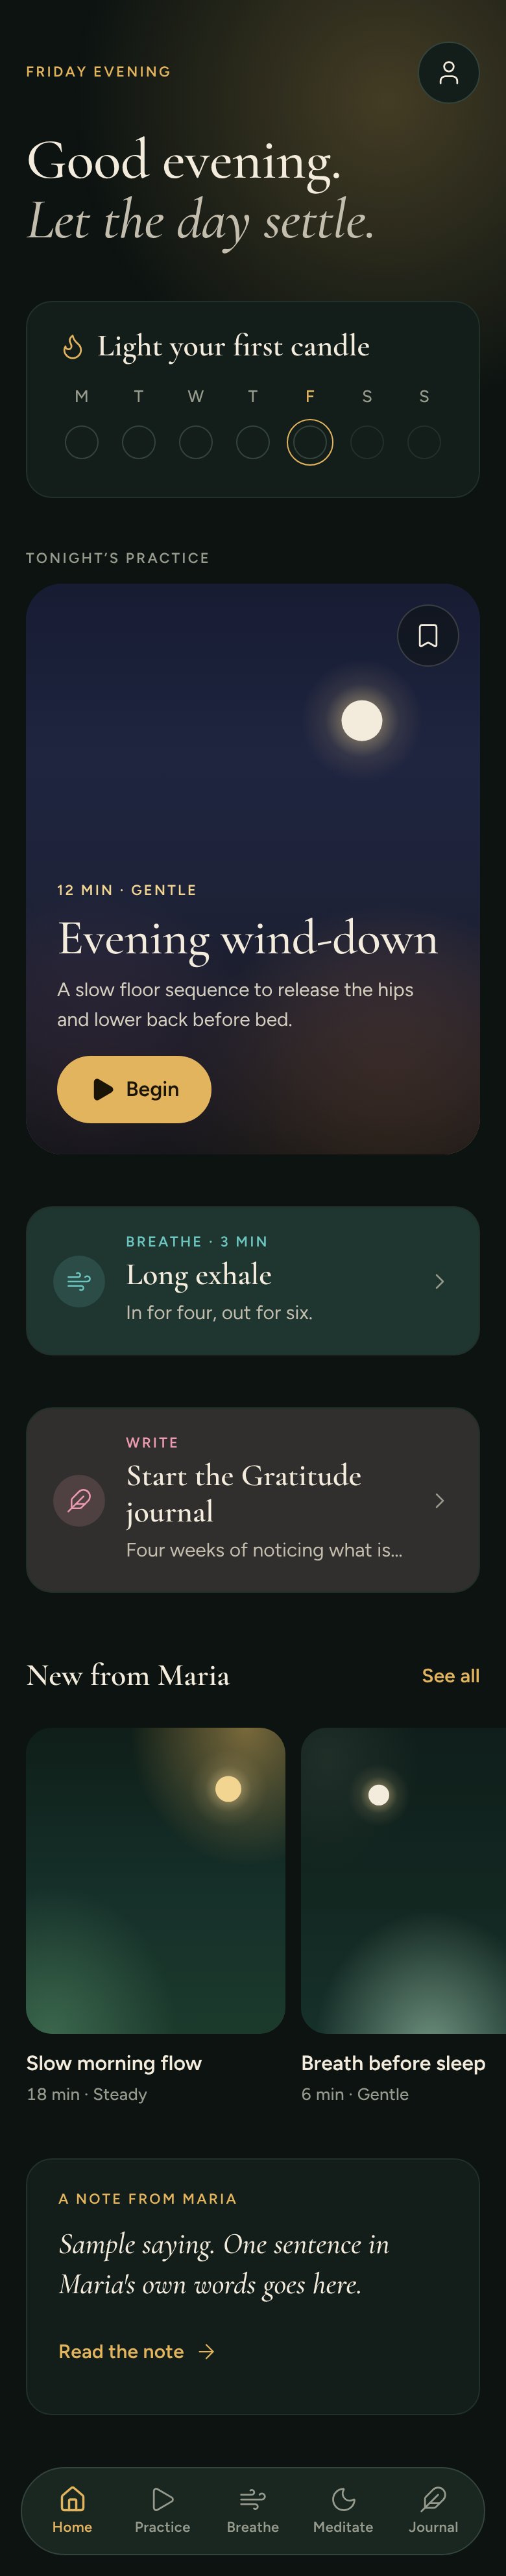 FRIDAY EVENING
Good evening.
Let the day settle.
Light your first candle
M T W T F S S
TONIGHT’S PRACTICE
12 MIN · GENTLE
Evening wind-down
A slow floor sequence to release the hips
and lower back before bed.
Begin
BREATHE · 3 MIN
Long exhale
In for four, out for six.
WRITE
Start the Gratitude
journal
Four weeks of noticing what is...
New from Maria
See all
Slow morning flow
18 min · Steady
Breath before sleep
6 min · Gentle
A NOTE FROM MARIA
Sample saying. One sentence in
Maria's own words goes here.
Read the note
Home Practice Breathe Meditate Journal